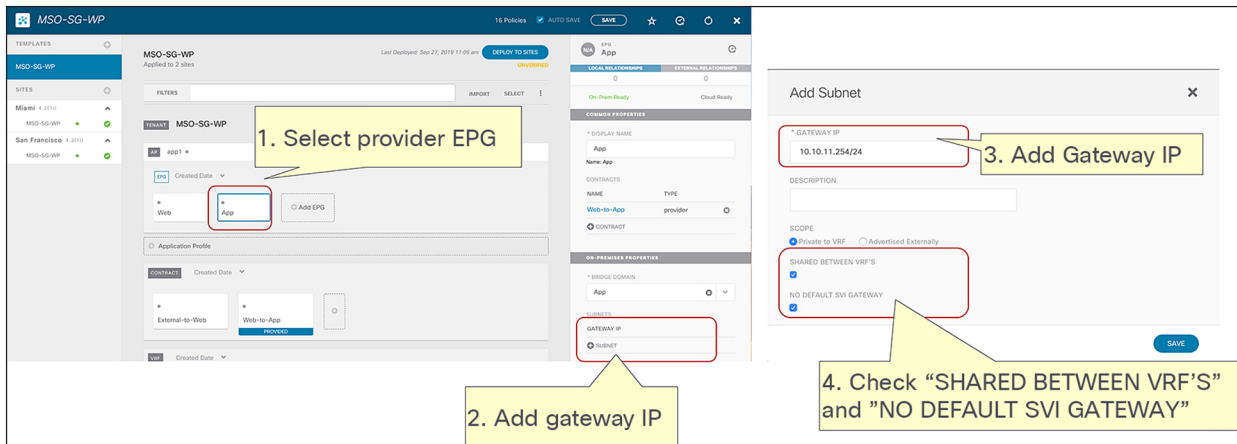 MSO-SG-WP
16 Policies AUTO SAVE SAVE
TEMPLATES
MSO-SG-WP
SITES
Miami 4.2(1i)
MSO-SG-WP
San Francisco 4.2(1i)
MSO-SG-WP
MSO-SG-WP
Applied to 2 sites
Last Deployed: Sep 27, 2019 11:05 am
DEPLOY TO SITES
UNVERIFIED
FILTERS
IMPORT SELECT
TENANT MSO-SG-WP
AP app1
EPG Created Date
Web
App
Add EPG
Application Profile
CONTRACT Created Date
External-to-Web
Web-to-App
PROVIDED
VRF Created Date
1. Select provider EPG
N/A
EPG
App
LOCAL RELATIONSHIPS EXTERNAL RELATIONSHIPS
0 0
On-Prem Ready Cloud Ready
COMMON PROPERTIES
* DISPLAY NAME
App
Name: App
CONTRACTS
NAME TYPE
Web-to-App provider
CONTRACT
ON-PREMISES PROPERTIES
* BRIDGE DOMAIN
App
SUBNETS
GATEWAY IP
SUBNET
2. Add gateway IP
Add Subnet
* GATEWAY IP
10.10.11.254/24
3. Add Gateway IP
DESCRIPTION
SCOPE
Private to VRF Advertised Externally
SHARED BETWEEN VRF'S
NO DEFAULT SVI GATEWAY
SAVE
4. Check “SHARED BETWEEN VRF’S”
and ”NO DEFAULT SVI GATEWAY”